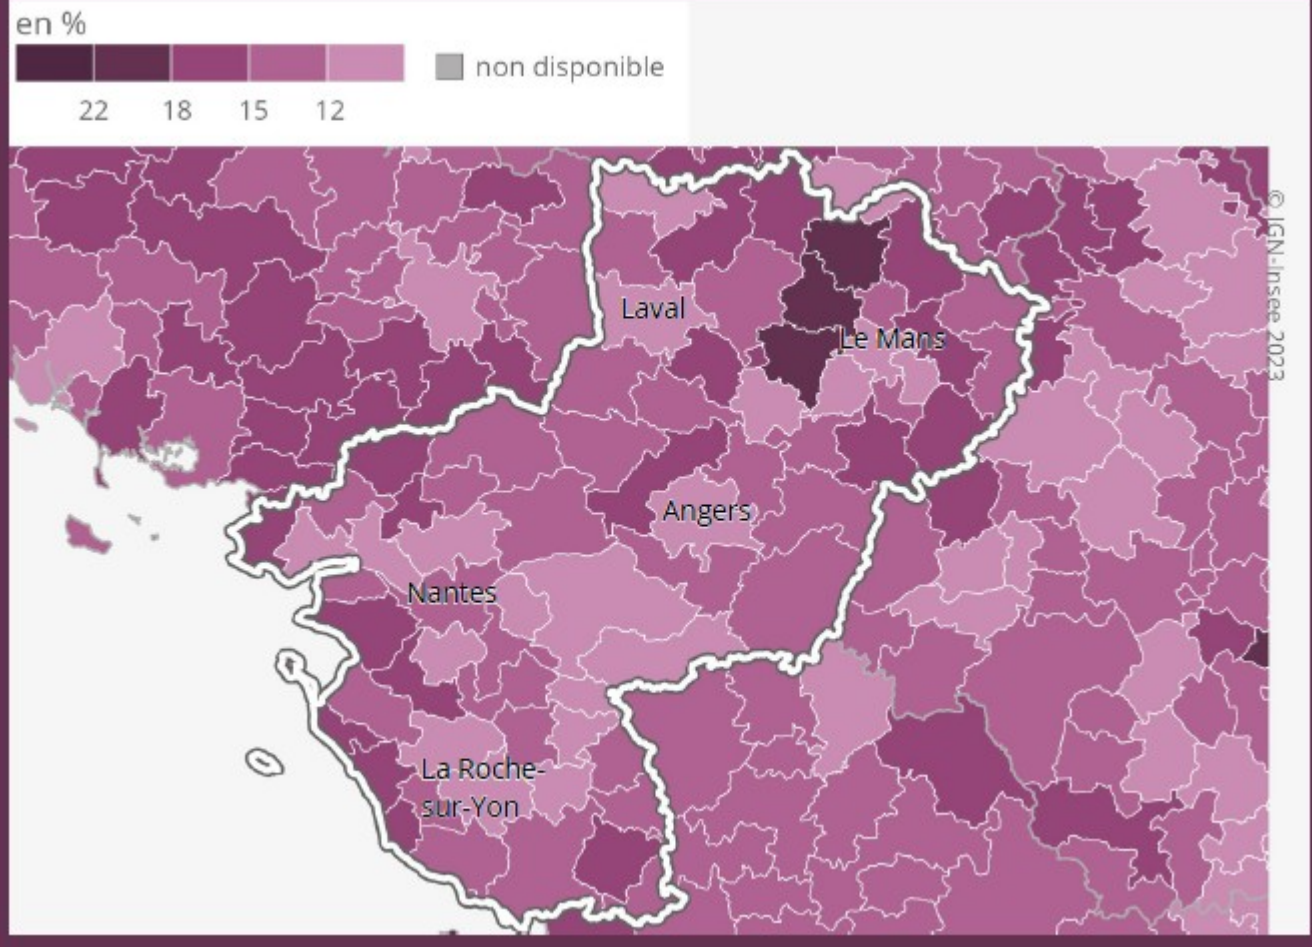 en %
22 18 15 12
non disponible
© IGN-Insee 2023
Laval
Le Mans
Angers
Nantes
La Roche-
sur-Yon